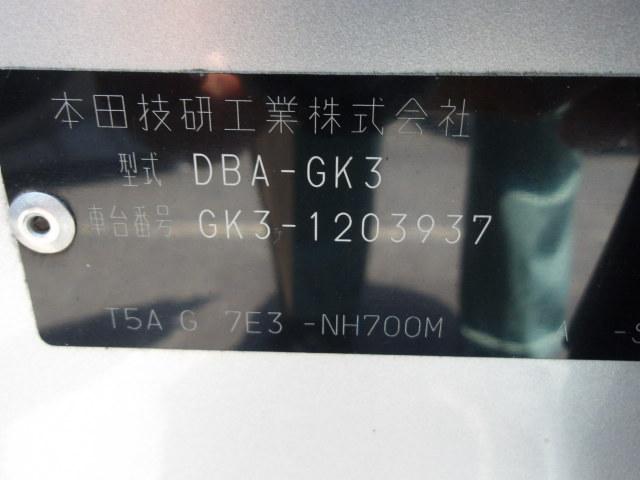 本田技研工業株式会社
型式 DBA-GK3
車台番号 GK3-1203937
T5A G 7E3 -NH700M A -S